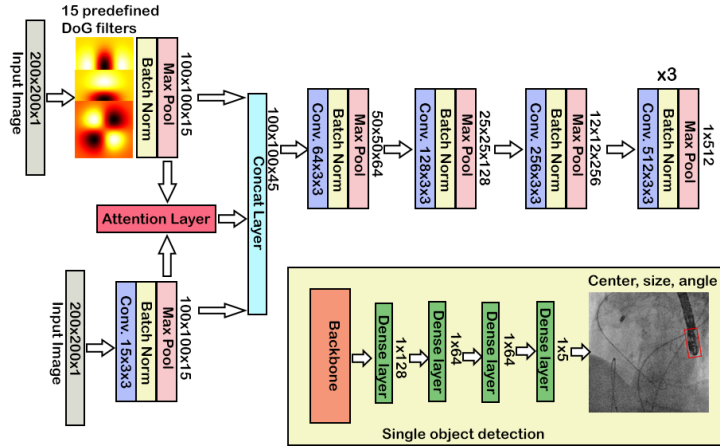 15 predefined
DoG filters
200x200x1
Input Image
Batch Norm
Max Pool
100x100x15
Attention Layer
200x200x1
Input Image
Conv. 15x3x3
Batch Norm
Max Pool
100x100x15
Concat Layer
100x100x45
Conv. 64x3x3
Batch Norm
Max Pool
50x50x64
Conv. 128x3x3
Batch Norm
Max Pool
25x25x128
Conv. 256x3x3
Batch Norm
Max Pool
12x12x256
x3
Conv. 512x3x3
Batch Norm
Max Pool
1x512
Backbone
Dense layer
1x128
Dense layer
1x64
Dense layer
1x64
Dense layer
1x5
Center, size, angle
Single object detection